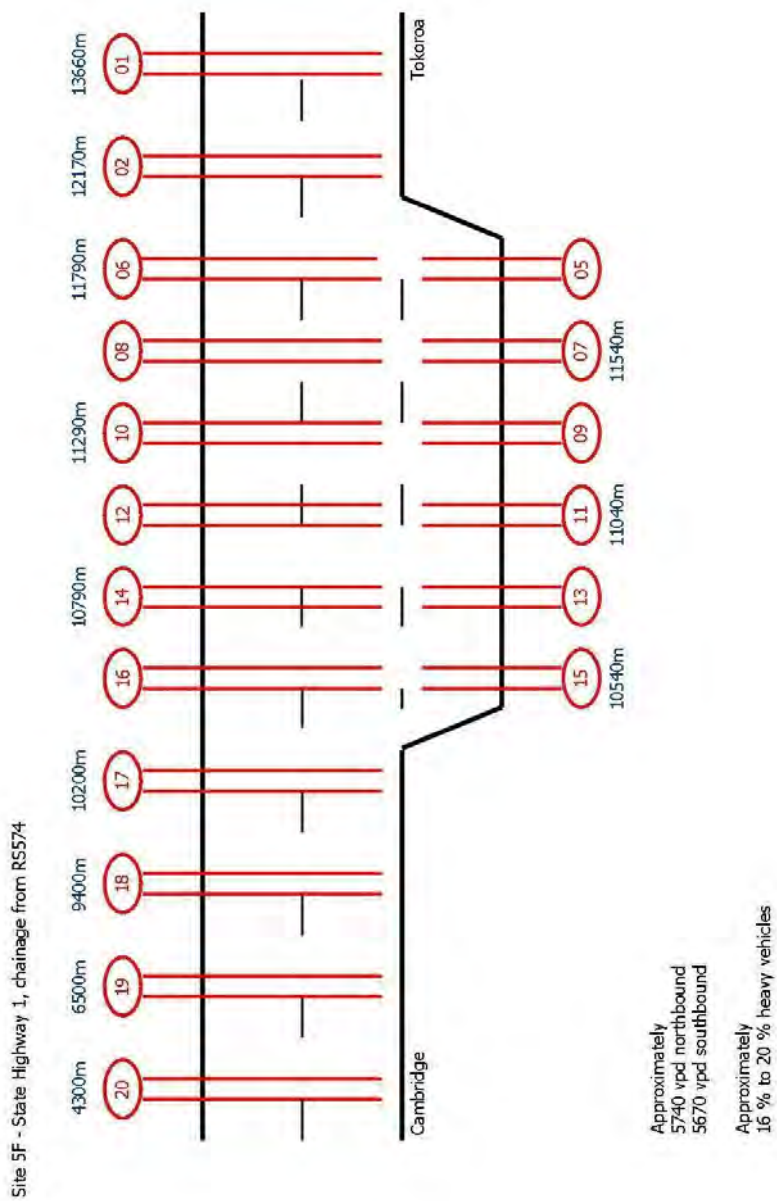 Site 5F - State Highway 1, chainage from RS574
4300m 6500m 9400m 10200m 10790m 11290m 11790m 12170m 13660m
20 19 18 17 16 14 12 10 08 06 02 01
Cambridge Tokoroa
15 13 11 09 07 05
10540m 11040m 11540m
Approximately
5740 vpd northbound
5670 vpd southbound
Approximately
16 % to 20 % heavy vehicles